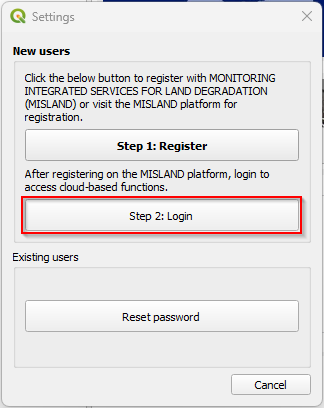 Settings
New users
Click the below button to register with MONITORING
INTEGRATED SERVICES FOR LAND DEGRADATION
(MISLAND) or visit the MISLAND platform for
registration.
Step 1: Register
After registering on the MISLAND platform, login to
access cloud-based functions.
Step 2: Login
Existing users
Reset password
Cancel